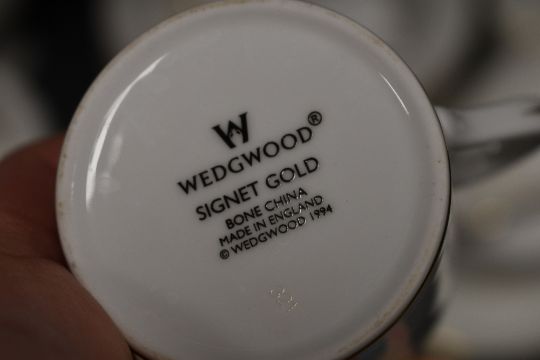 W
WEDGWOOD®
SIGNET GOLD
BONE CHINA
MADE IN ENGLAND
© WEDGWOOD 1994